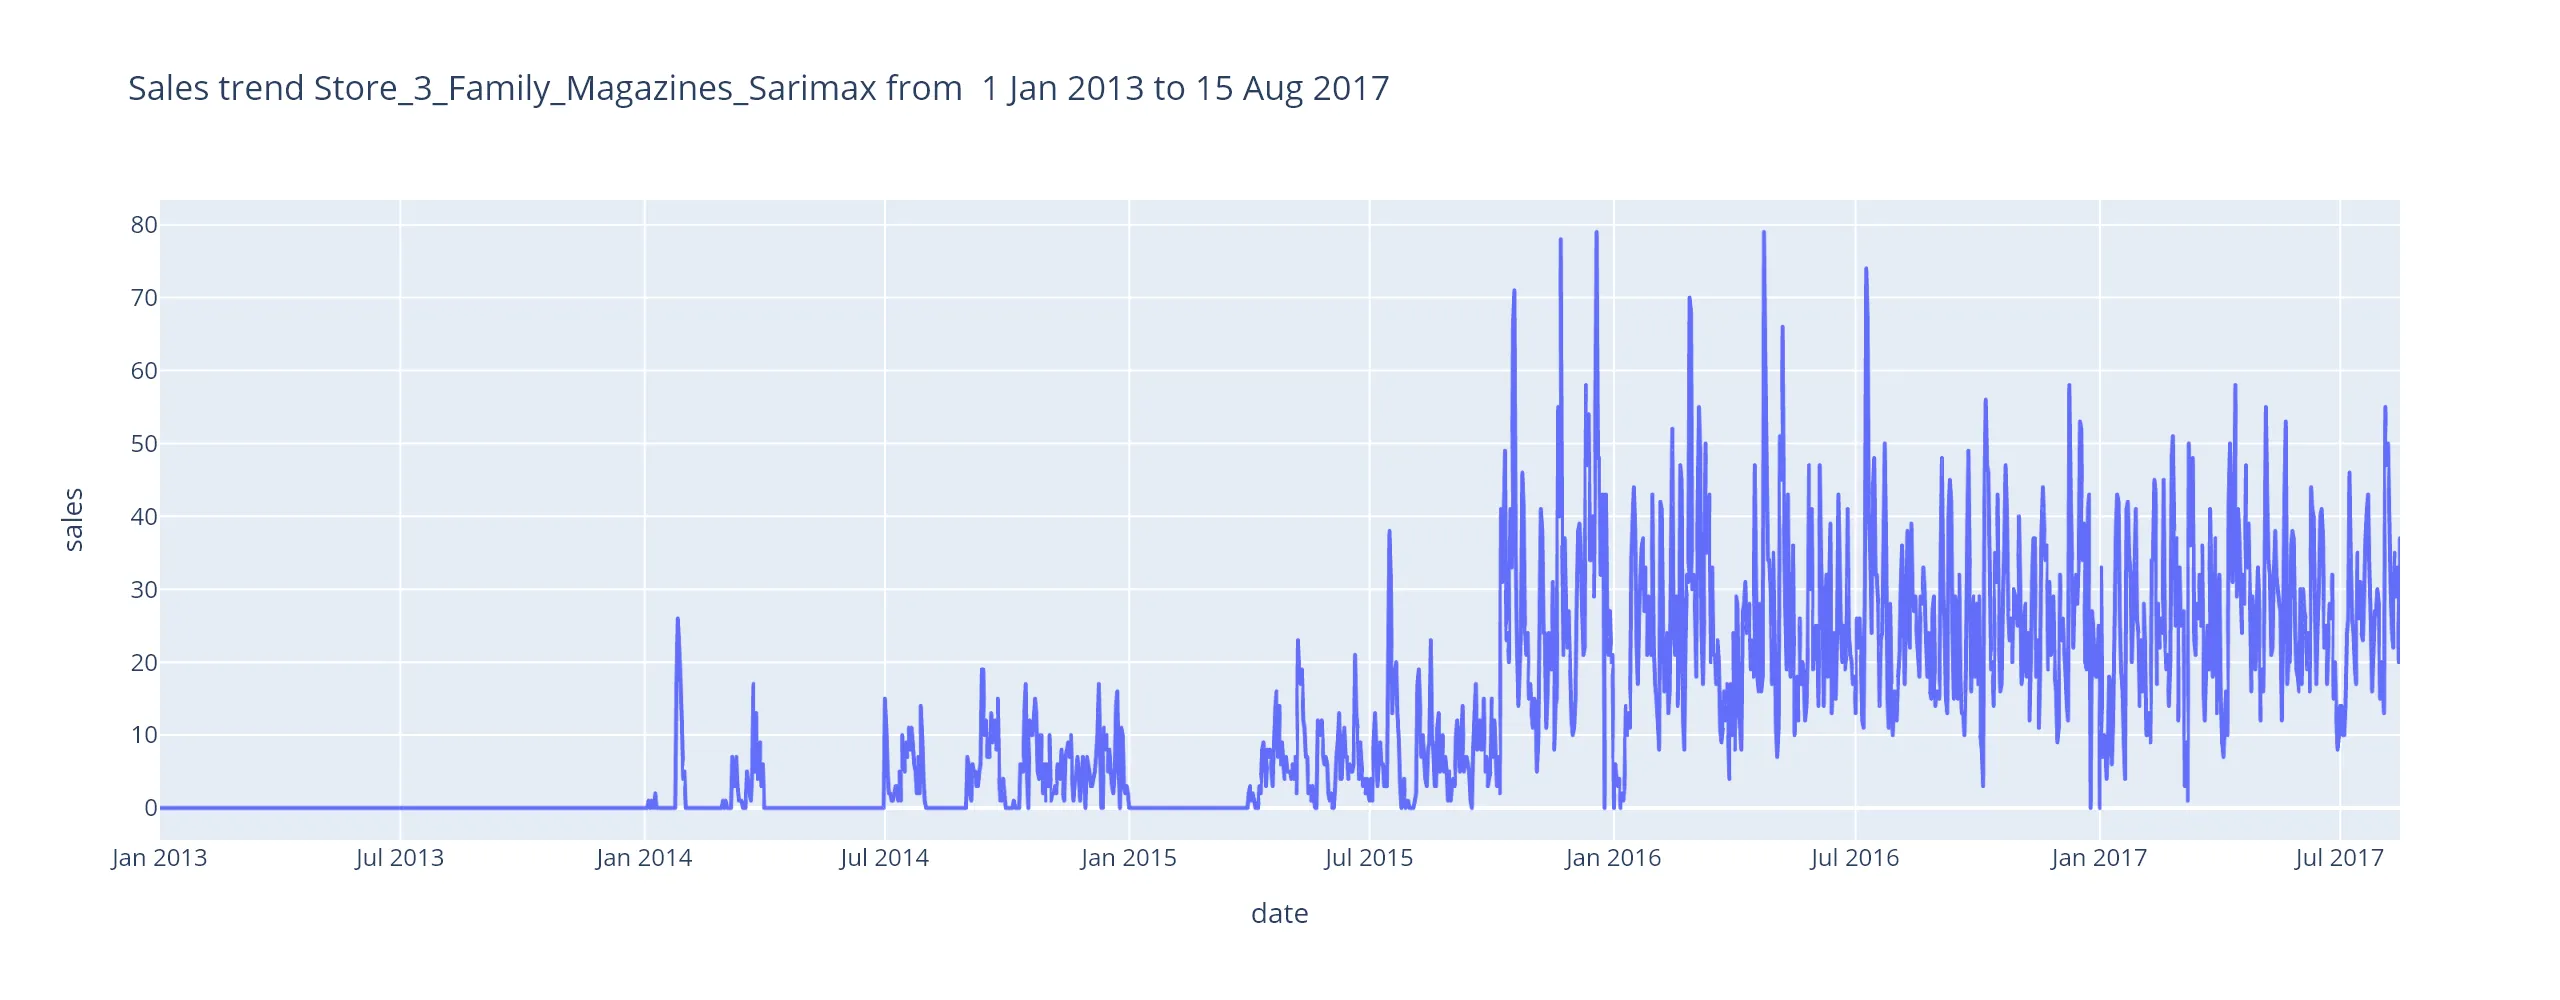 Sales trend Store_3_Family_Magazines_Sarimax from  1 Jan 2013 to 15 Aug 2017
80
70
60
50
40
30
20
10
0
sales
Jan 2013
Jul 2013
Jan 2014
Jul 2014
Jan 2015
Jul 2015
Jan 2016
Jul 2016
Jan 2017
Jul 2017
date